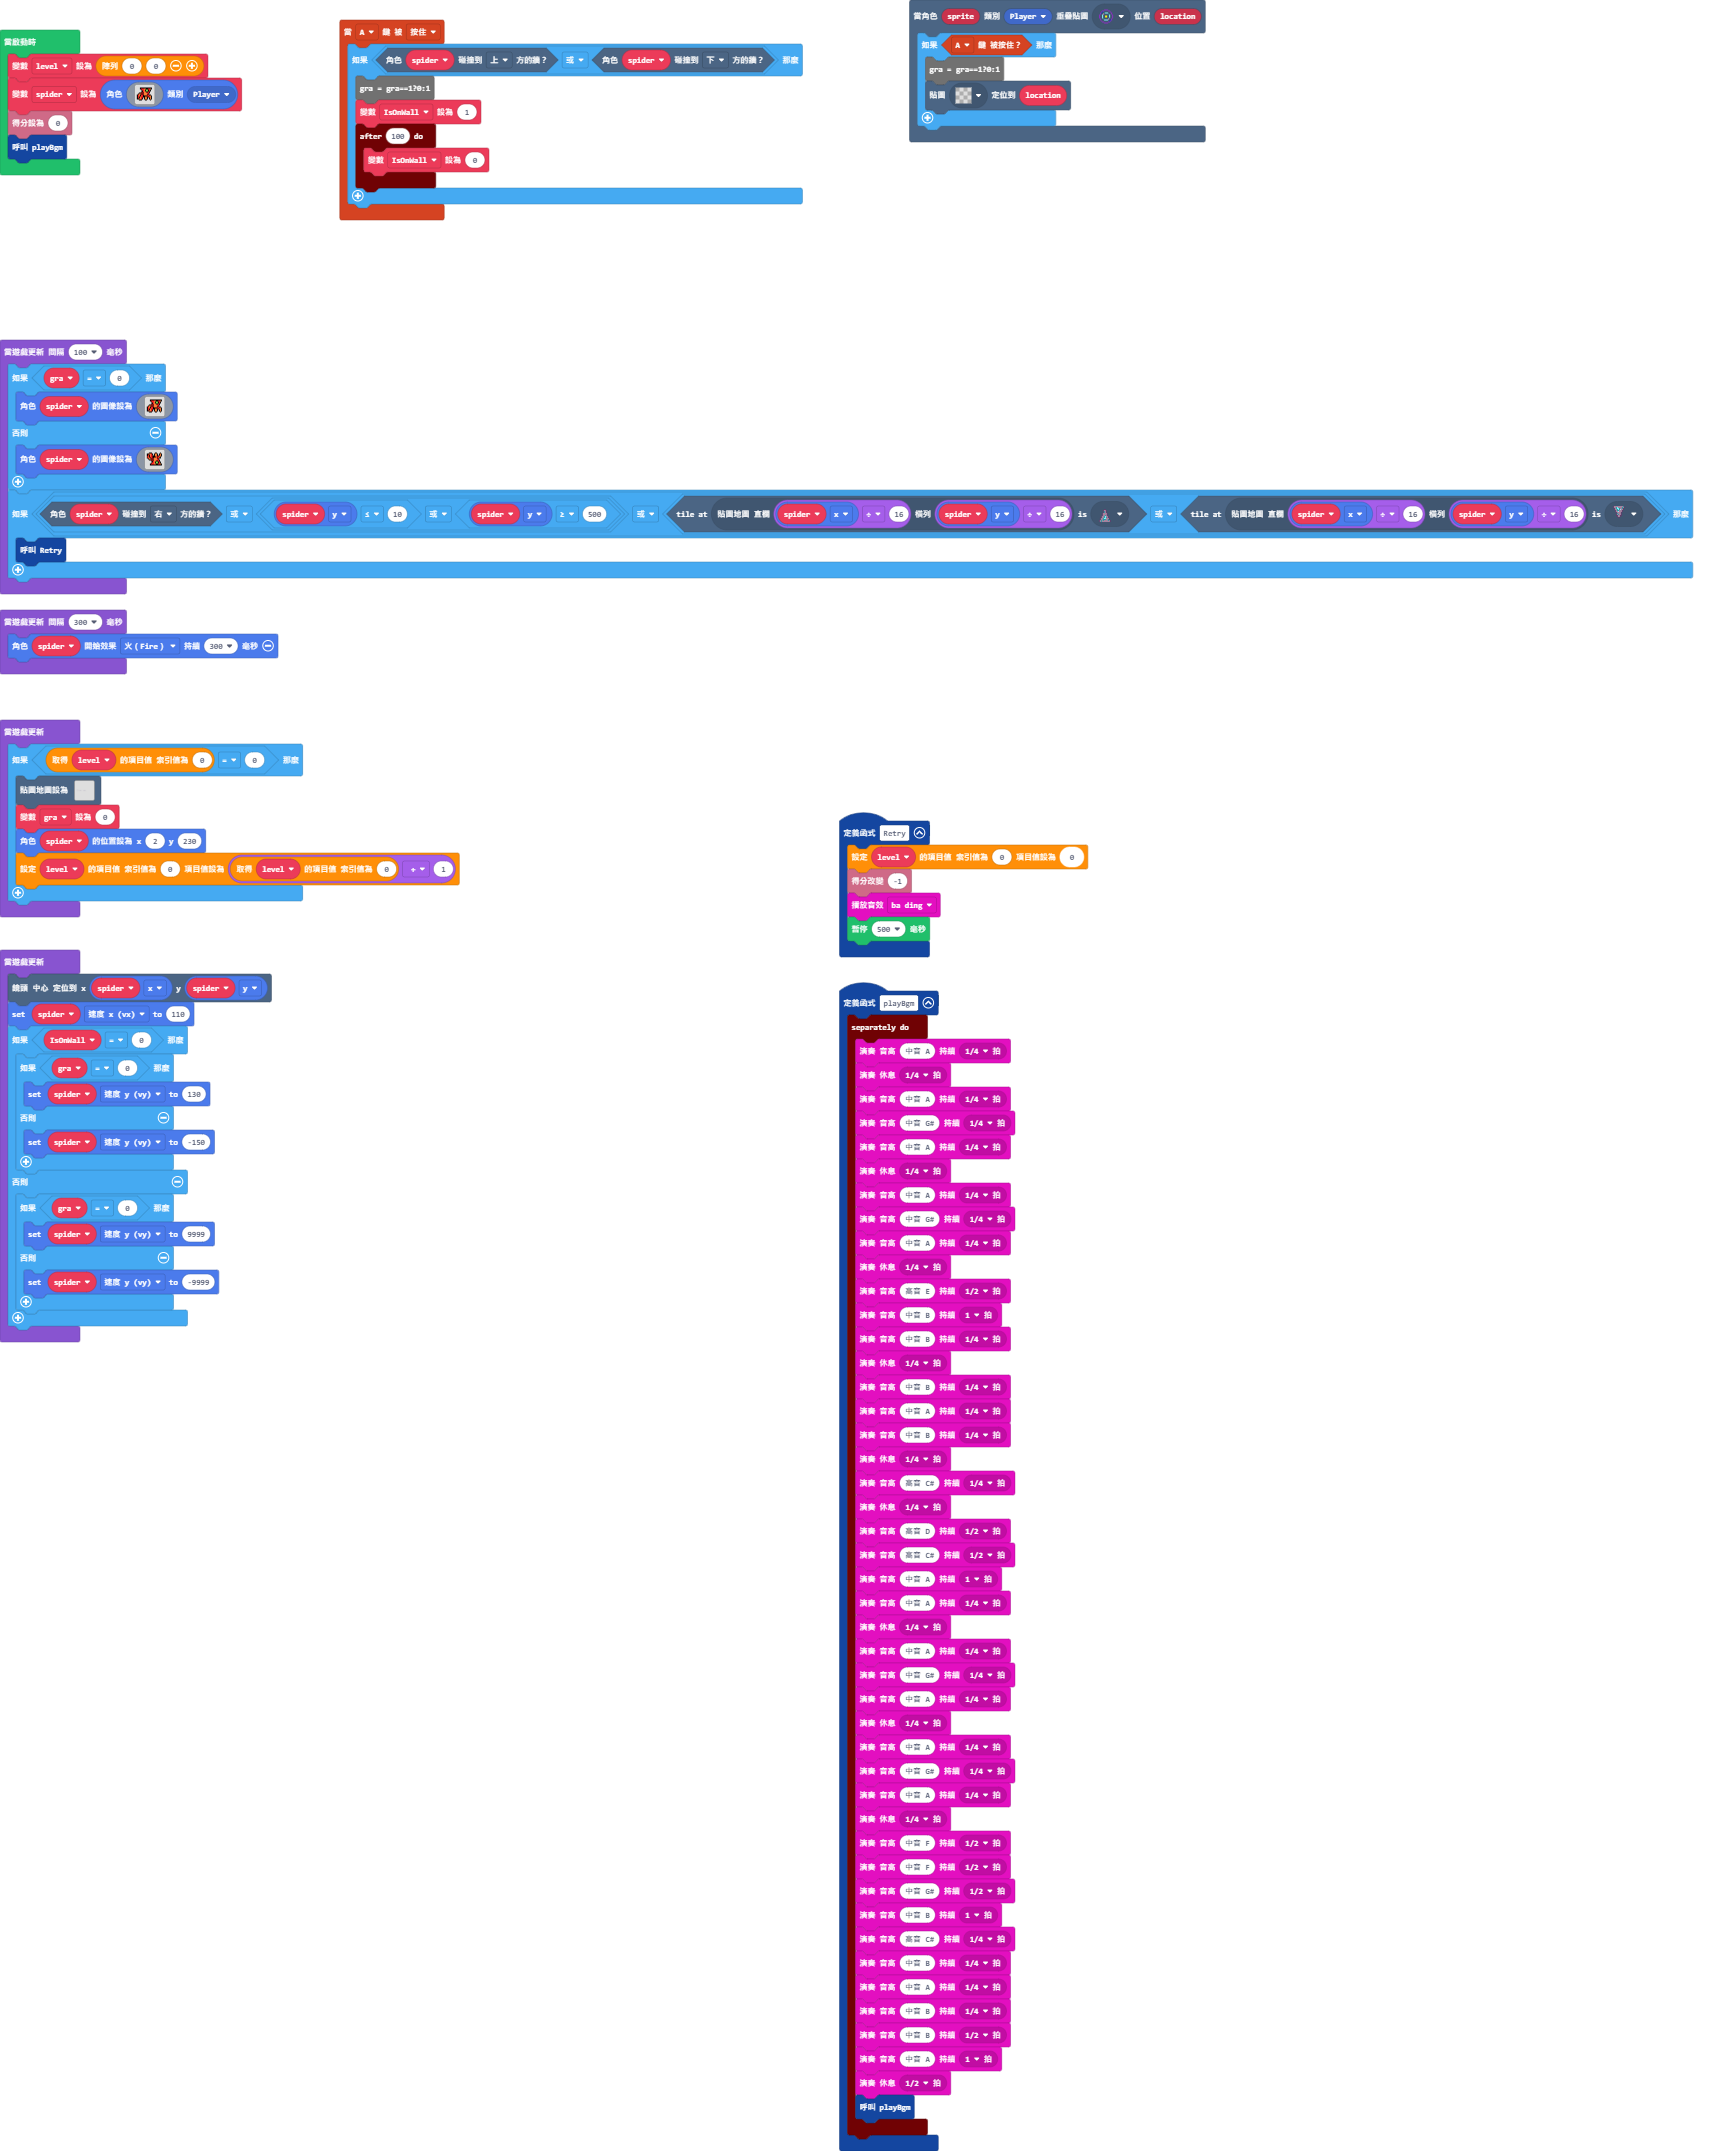 當啟動時
變數 level 設為 陣列 0 0
變數 spider 設為 角色 類別 Player
得分設為 0
呼叫 playBgm
當 A 鍵 被 按住
如果 角色 spider 碰撞到 上 方的牆？ 或 角色 spider 碰撞到 下 方的牆？ 那麼
gra = gra==1?0:1
變數 IsOnWall 設為 1
after 100 do
變數 IsOnWall 設為 0
當角色 sprite 類別 Player 重疊貼圖 位置 location
如果 A 鍵 被按住？ 那麼
gra = gra==1?0:1
貼圖 定位到 location
當遊戲更新 間隔 100 毫秒
如果 gra = 0 那麼
角色 spider 的圖像設為
否則
角色 spider 的圖像設為
如果 角色 spider 碰撞到 右 方的牆？ 或 spider y ≤ 10 或 spider y ≥ 500 或 tile at 貼圖地圖 直欄 spider x ÷ 16 橫列 spider y ÷ 16 is 或 tile at 貼圖地圖 直欄 spider x ÷ 16 橫列 spider y ÷ 16 is 那麼
呼叫 Retry
當遊戲更新 間隔 300 毫秒
角色 spider 開始效果 火 ( Fire ) 持續 300 毫秒
當遊戲更新
如果 取得 level 的項目值 索引值為 0 = 0 那麼
貼圖地圖設為
變數 gra 設為 0
角色 spider 的位置設為 x 2 y 230
設定 level 的項目值 索引值為 0 項目值設為 取得 level 的項目值 索引值為 0 + 1
當遊戲更新
鏡頭 中心 定位到 x spider x y spider y
set spider 速度 x (vx) to 110
如果 IsOnWall = 0 那麼
如果 gra = 0 那麼
set spider 速度 y (vy) to 130
否則
set spider 速度 y (vy) to -150
否則
如果 gra = 0 那麼
set spider 速度 y (vy) to 9999
否則
set spider 速度 y (vy) to -9999
定義函式 Retry
設定 level 的項目值 索引值為 0 項目值設為 0
得分改變 -1
播放音效 ba ding
暫停 500 毫秒
定義函式 playBgm
separately do
演奏 音高 中音 A 持續 1/4 拍
演奏 休息 1/4 拍
演奏 音高 中音 A 持續 1/4 拍
演奏 音高 中音 G# 持續 1/4 拍
演奏 音高 中音 A 持續 1/4 拍
演奏 休息 1/4 拍
演奏 音高 中音 A 持續 1/4 拍
演奏 音高 中音 G# 持續 1/4 拍
演奏 音高 中音 A 持續 1/4 拍
演奏 休息 1/4 拍
演奏 音高 高音 E 持續 1/2 拍
演奏 音高 中音 B 持續 1 拍
演奏 音高 中音 B 持續 1/4 拍
演奏 休息 1/4 拍
演奏 音高 中音 B 持續 1/4 拍
演奏 音高 中音 A 持續 1/4 拍
演奏 音高 中音 B 持續 1/4 拍
演奏 休息 1/4 拍
演奏 音高 高音 C# 持續 1/4 拍
演奏 休息 1/4 拍
演奏 音高 高音 D 持續 1/2 拍
演奏 音高 高音 C# 持續 1/2 拍
演奏 音高 中音 A 持續 1 拍
演奏 音高 中音 A 持續 1/4 拍
演奏 休息 1/4 拍
演奏 音高 中音 A 持續 1/4 拍
演奏 音高 中音 G# 持續 1/4 拍
演奏 音高 中音 A 持續 1/4 拍
演奏 休息 1/4 拍
演奏 音高 中音 A 持續 1/4 拍
演奏 音高 中音 G# 持續 1/4 拍
演奏 音高 中音 A 持續 1/4 拍
演奏 休息 1/4 拍
演奏 音高 中音 F 持續 1/2 拍
演奏 音高 中音 F 持續 1/2 拍
演奏 音高 中音 G# 持續 1/2 拍
演奏 音高 中音 B 持續 1 拍
演奏 音高 高音 C# 持續 1/4 拍
演奏 音高 中音 B 持續 1/4 拍
演奏 音高 中音 A 持續 1/4 拍
演奏 音高 中音 B 持續 1/4 拍
演奏 音高 中音 B 持續 1/2 拍
演奏 音高 中音 A 持續 1 拍
演奏 休息 1/2 拍
呼叫 playBgm